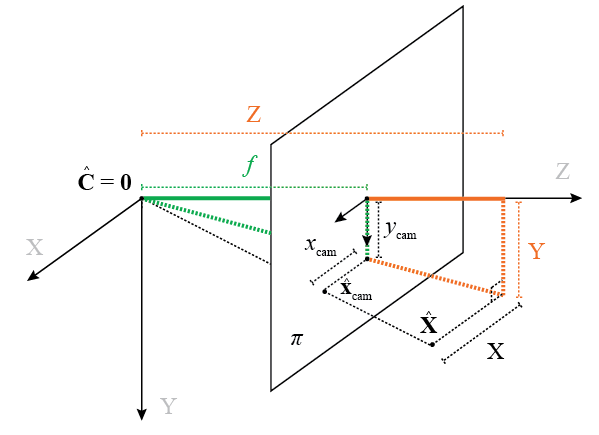 Z
f
Ĉ = 0
Z
X
x_cam
y_cam
Y
x̂_cam
X̂
π
X
Y